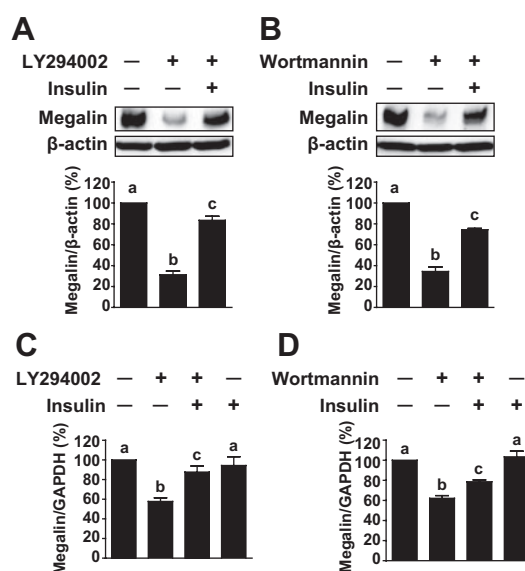 A
LY294002 — + +
Insulin — — +
Megalin
β-actin
Megalin/β-actin (%)
120
100
80
60
40
20
0
a
b
c
B
Wortmannin — + +
Insulin — — +
Megalin
β-actin
Megalin/β-actin (%)
120
100
80
60
40
20
0
a
b
c
C
LY294002 — + + —
Insulin — — + +
Megalin/GAPDH (%)
120
100
80
60
40
20
0
a
b
c
a
D
Wortmannin — + + —
Insulin — — + +
Megalin/GAPDH (%)
120
100
80
60
40
20
0
a
b
c
a